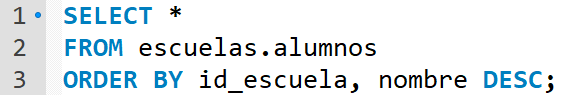 1 SELECT *
2 FROM escuelas.alumnos
3 ORDER BY id_escuela, nombre DESC;